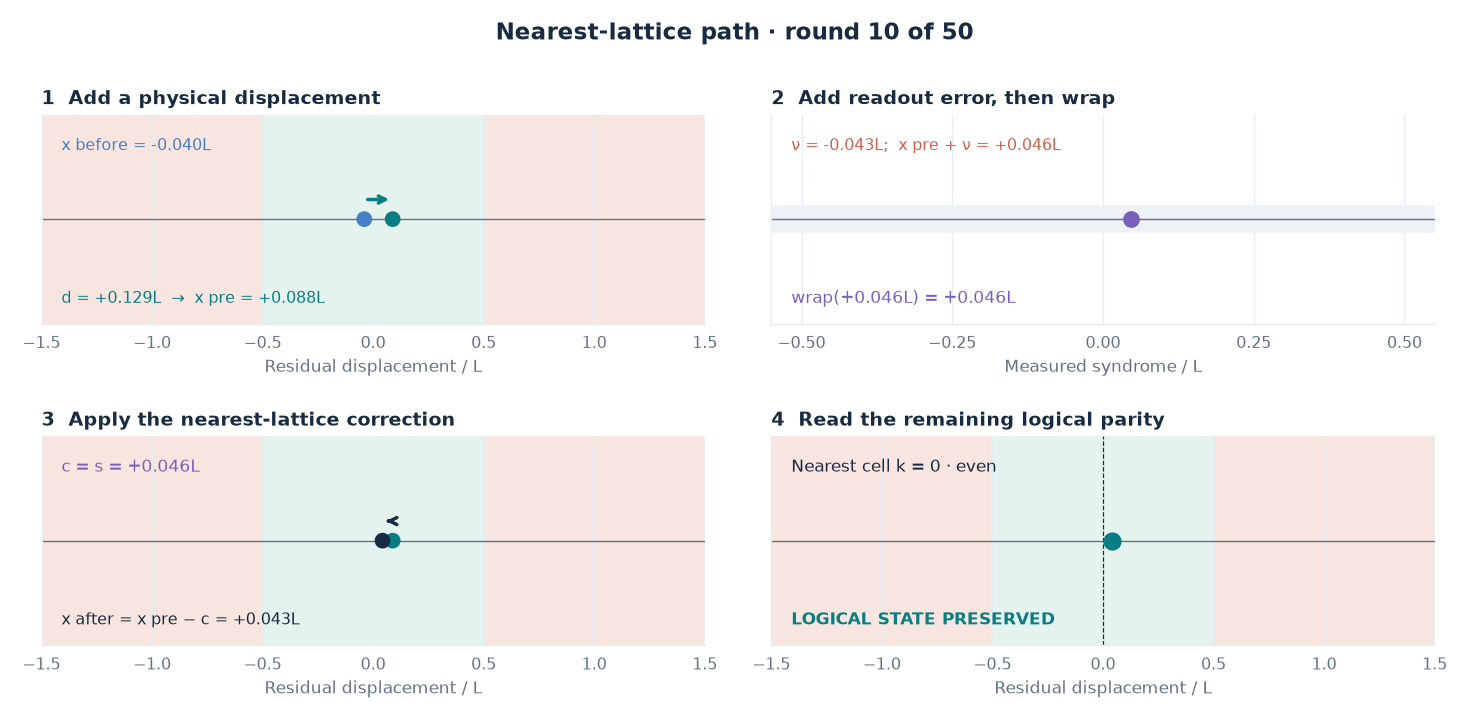 Nearest-lattice path · round 10 of 50
1 Add a physical displacement
x before = -0.040L
d = +0.129L → x pre = +0.088L
−1.5 −1.0 −0.5 0.0 0.5 1.0 1.5
Residual displacement / L
2 Add readout error, then wrap
ν = -0.043L; x pre + ν = +0.046L
wrap(+0.046L) = +0.046L
−0.50 −0.25 0.00 0.25 0.50
Measured syndrome / L
3 Apply the nearest-lattice correction
c = s = +0.046L
x after = x pre − c = +0.043L
−1.5 −1.0 −0.5 0.0 0.5 1.0 1.5
Residual displacement / L
4 Read the remaining logical parity
Nearest cell k = 0 · even
LOGICAL STATE PRESERVED
−1.5 −1.0 −0.5 0.0 0.5 1.0 1.5
Residual displacement / L